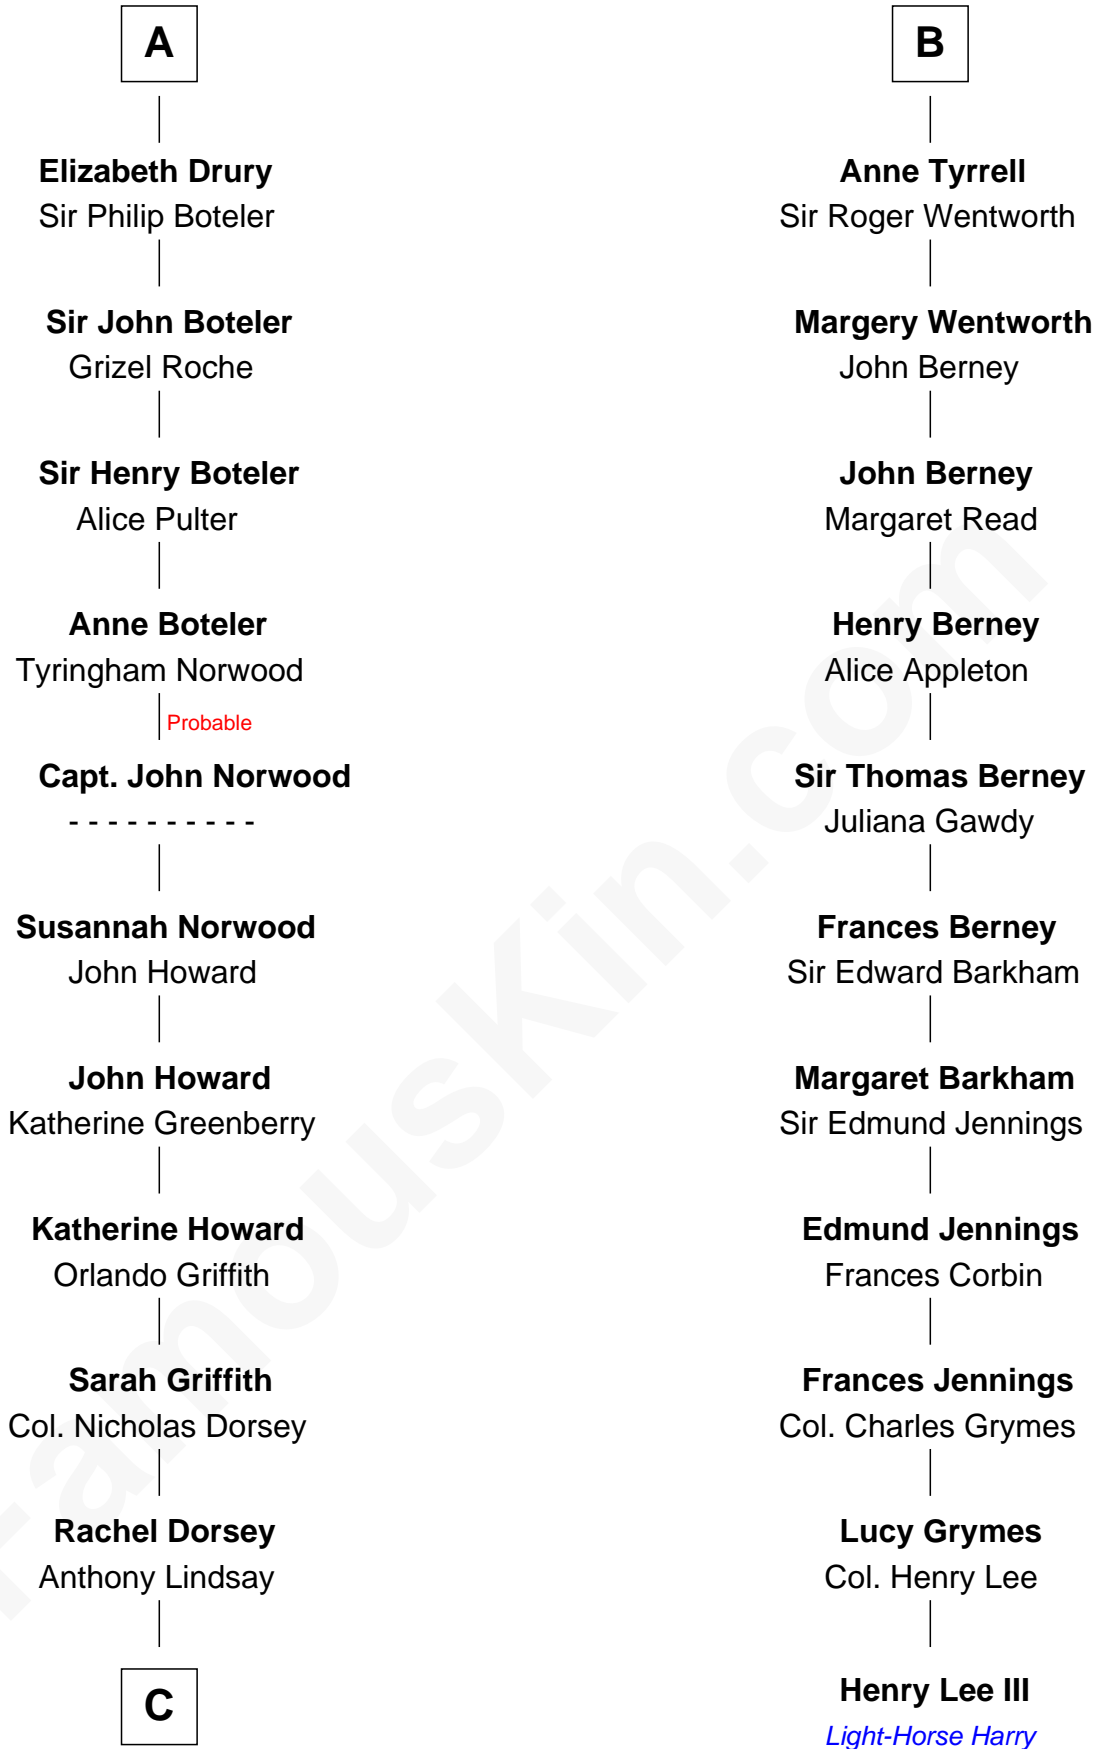 A
Elizabeth Drury
Sir Philip Boteler
Sir John Boteler
Grizel Roche
Sir Henry Boteler
Alice Pulter
Anne Boteler
Tyringham Norwood
Probable
Capt. John Norwood
- - - - - - - - - -
Susannah Norwood
John Howard
John Howard
Katherine Greenberry
Katherine Howard
Orlando Griffith
Sarah Griffith
Col. Nicholas Dorsey
Rachel Dorsey
Anthony Lindsay
C
B
Anne Tyrrell
Sir Roger Wentworth
Margery Wentworth
John Berney
John Berney
Margaret Read
Henry Berney
Alice Appleton
Sir Thomas Berney
Juliana Gawdy
Frances Berney
Sir Edward Barkham
Margaret Barkham
Sir Edmund Jennings
Edmund Jennings
Frances Corbin
Frances Jennings
Col. Charles Grymes
Lucy Grymes
Col. Henry Lee
Henry Lee III
Light-Horse Harry
FamousKin.com